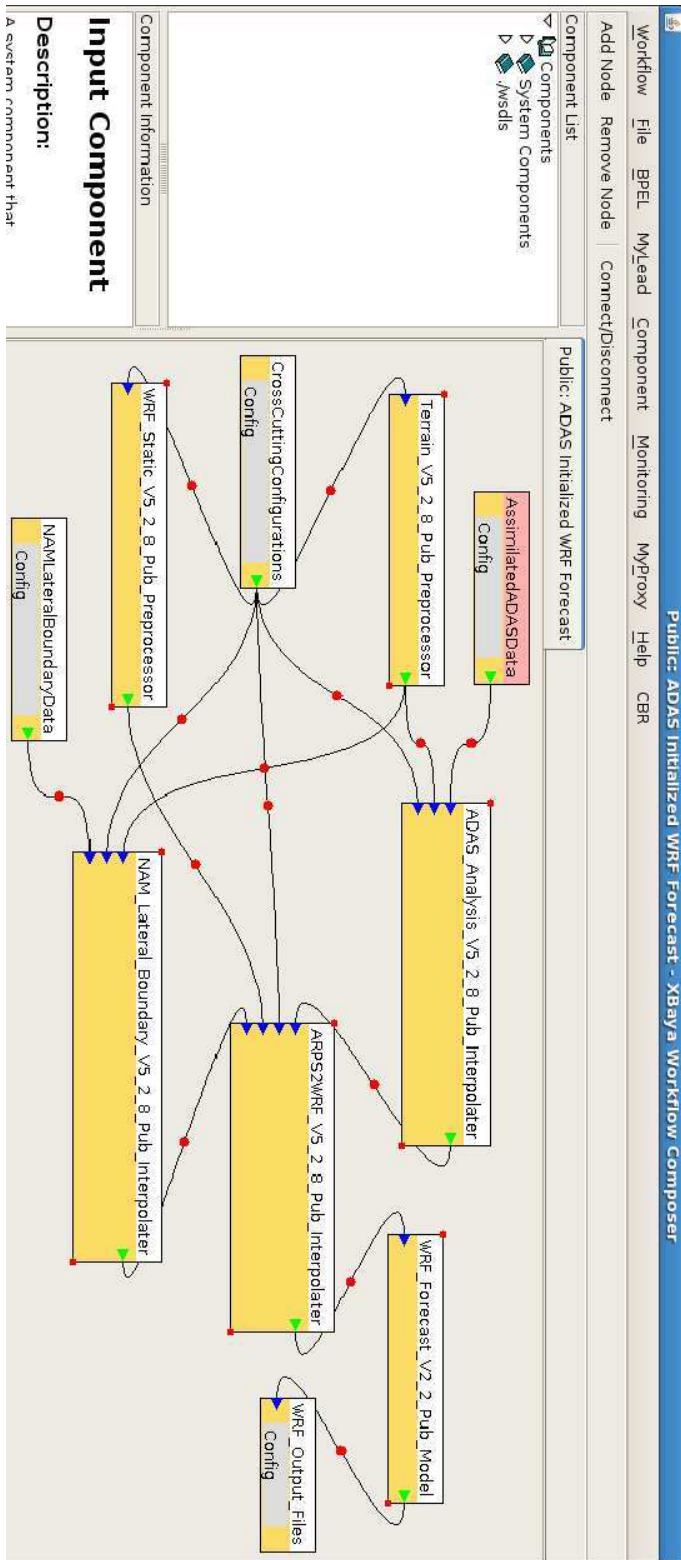 Public: ADAS Initialized WRF Forecast - XBaya Workflow Composer
Workflow File BPEL MyLead Component Monitoring MyProxy Help CBR
Add Node Remove Node Connect/Disconnect
Component List
Components
System Components
./wsdls
Component Information
Input Component
Description:
A system component that
Public: ADAS Initialized WRF Forecast
AssimilatedADASData
Config
Terrain_V5_2_8_Pub_Preprocessor
CrossCuttingConfigurations
Config
WRF_Static_V5_2_8_Pub_Preprocessor
NAMLateralBoundaryData
Config
ADAS_Analysis_V5_2_8_Pub_Interpolater
NAM_Lateral_Boundary_V5_2_8_Pub_Interpolater
ARPS2WRF_V5_2_8_Pub_Interpolater
WRF_Forecast_V2_2_Pub_Model
WRF_Output_Files
Config